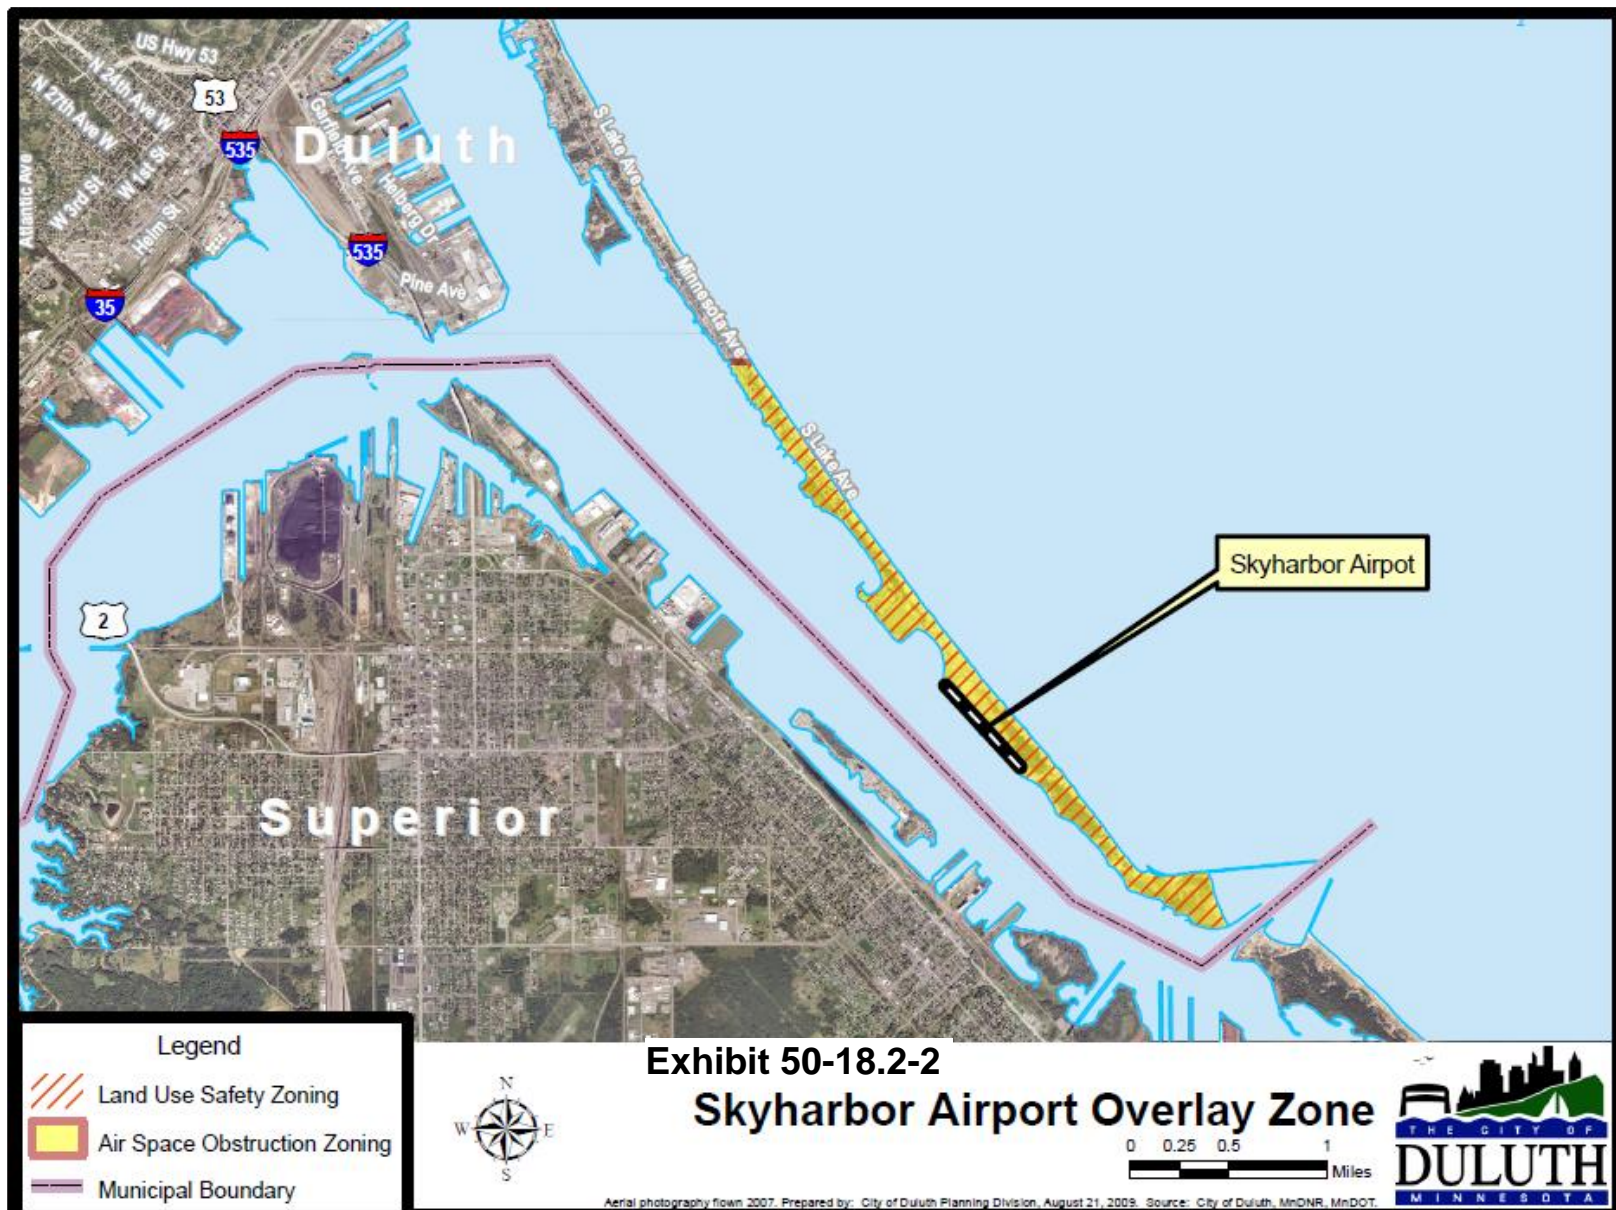 US Hwy 53
N 24th Ave W
N 27th Ave W
53
535
Duluth
Garfield Ave
Helberg Dr
S Lake Ave
Atlantic Ave
W 3rd St
W 1st St
Helm St
535
Pine Ave
35
Minnesota Ave
S Lake Ave
Skyharbor Airpot
2
Superior
Legend
Land Use Safety Zoning
Air Space Obstruction Zoning
Municipal Boundary
N
W
E
S
Exhibit 50-18.2-2
Skyharbor Airport Overlay Zone
0 0.25 0.5 1
Miles
Aerial photography flown 2007. Prepared by: City of Duluth Planning Division, August 21, 2009. Source: City of Duluth, MnDNR, MnDOT.
THE CITY OF
DULUTH
MINNESOTA